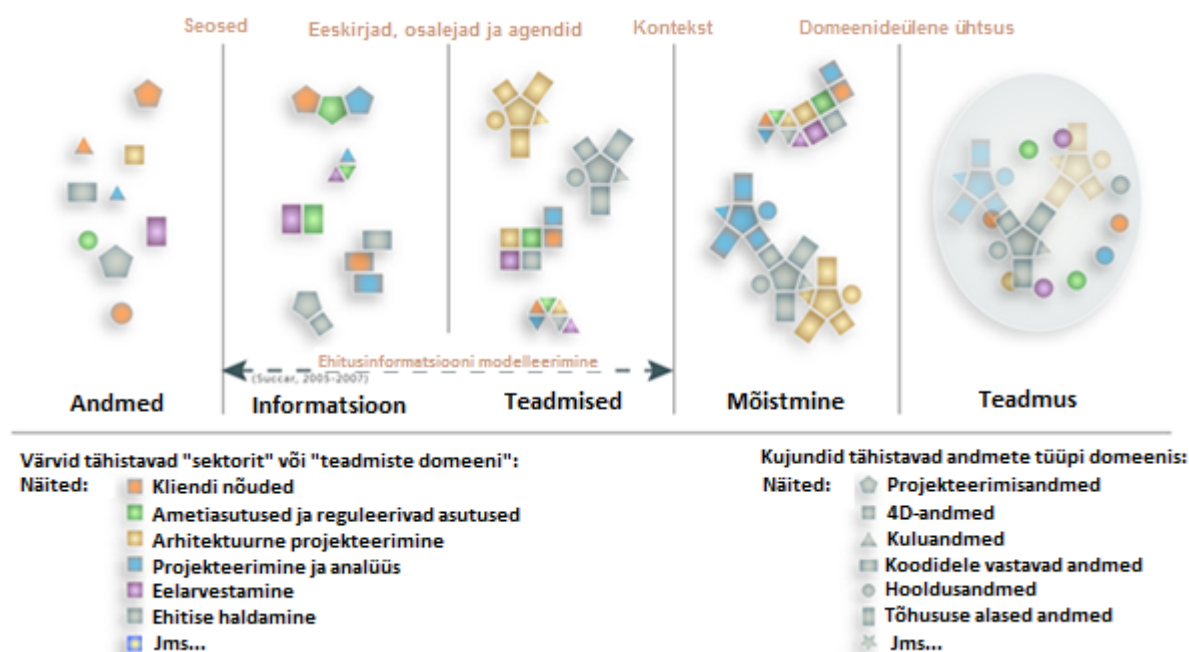 Seosed
Eeskirjad, osalejad ja agendid
Kontekst
Domeenideülene ühtsus
Ehitusinformatsiooni modelleerimine
(Succar, 2005-2007)
Andmed
Informatsioon
Teadmised
Mõistmine
Teadmus
Värvid tähistavad "sektorit" või "teadmiste domeeni":
Näited:
Kliendi nõuded
Ametiasutused ja reguleerivad asutused
Arhitektuurne projekteerimine
Projekteerimine ja analüüs
Eelarvestamine
Ehitise haldamine
Jms...
Kujundid tähistavad andmete tüüpi domeenis:
Näited:
Projekteerimisandmed
4D-andmed
Kuluandmed
Koodidele vastavad andmed
Hooldusandmed
Tõhususe alased andmed
Jms...